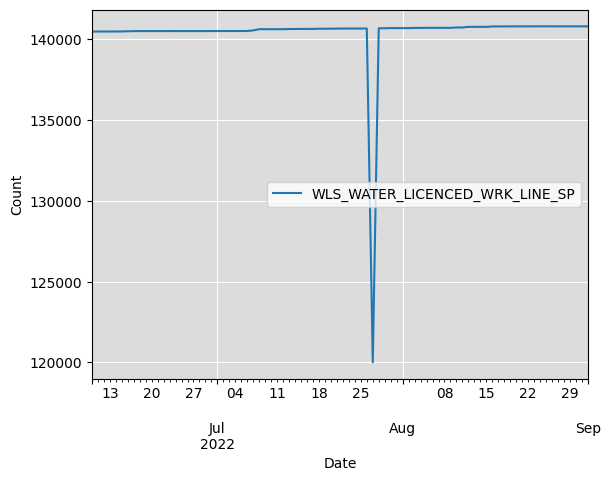 140000
135000
130000
125000
120000
Count
WLS_WATER_LICENCED_WRK_LINE_SP
13 20 27 04 11 18 25 08 15 22 29
Jul Aug Sep
2022
Date